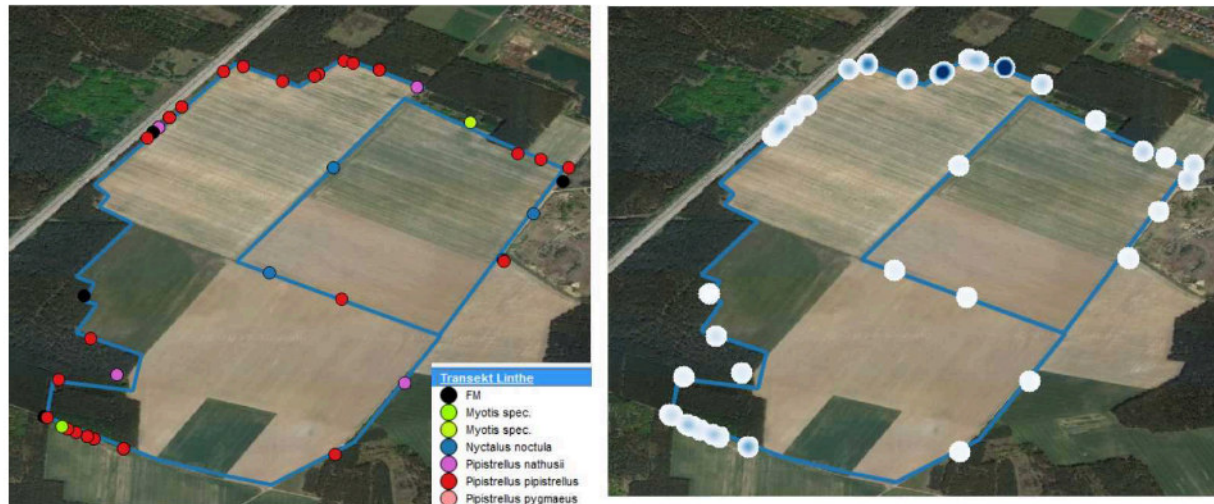 Transekt Linthe
FM
Myotis spec.
Myotis spec.
Nyctalus noctula
Pipistrellus nathusii
Pipistrellus pipistrellus
Pipistrellus pygmaeus